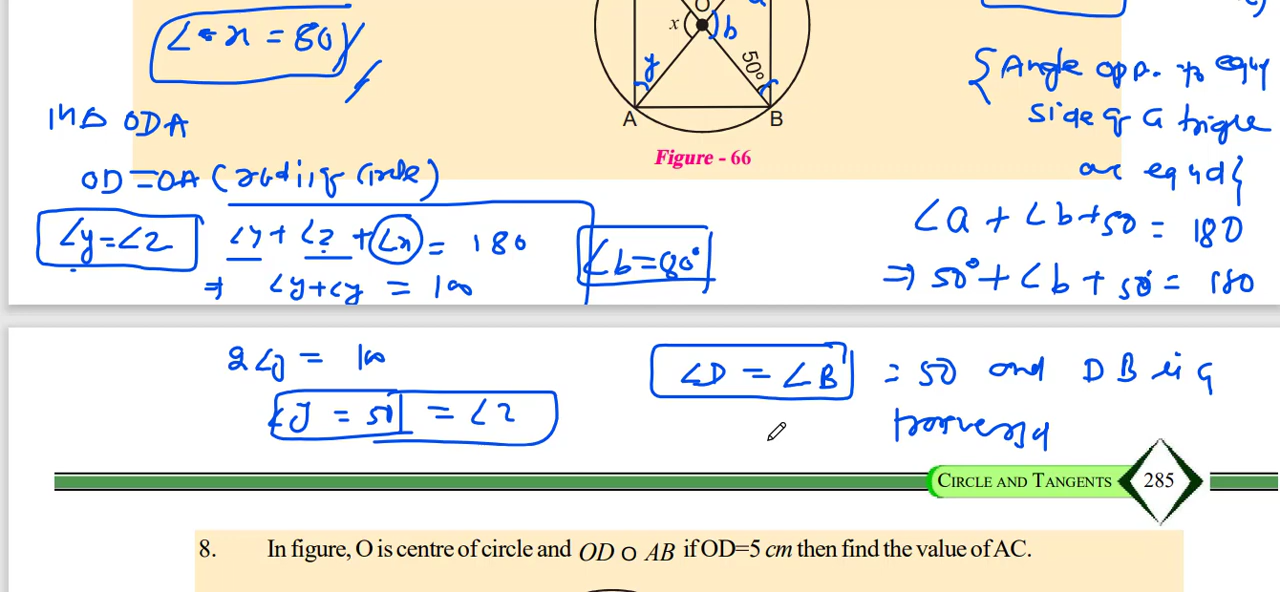 ∠x = 80
O
x
b
y
50°
A
B
Figure - 66
{Angle opp. to equal
side of a triangle
are equal}
In △ ODA
OD = OA (radii of circle)
∠y = ∠z
∠y + ∠z + ∠x = 180
⇒ ∠y + ∠y = 100
∠b = 80°
∠a + ∠b + 50 = 180
⇒ 50° + ∠b + 50 = 180
2∠y = 100
∠y = 50 = ∠z
∠D = ∠B = 50 and DB is a
transversal
CIRCLE AND TANGENTS 285
8. In figure, O is centre of circle and OD O AB if OD=5 cm then find the value of AC.